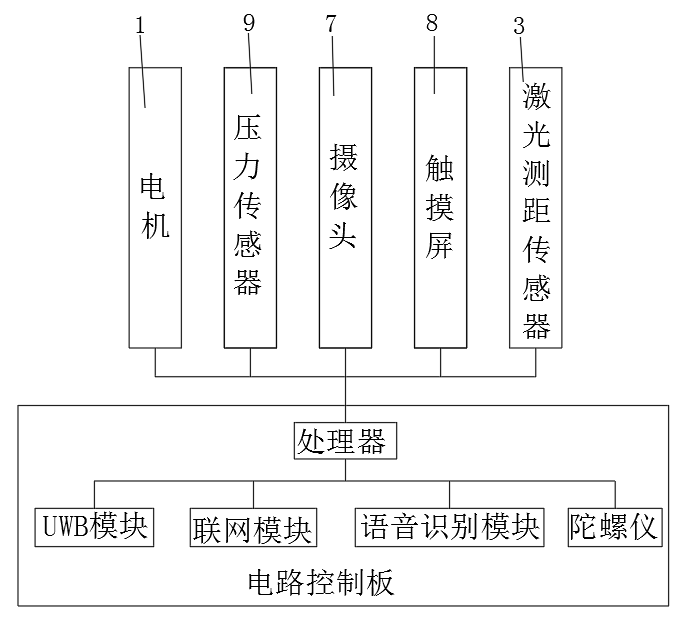 1 9 7 8 3
电机
压力传感器
摄像头
触摸屏
激光测距传感器
处理器
UWB模块 联网模块 语音识别模块 陀螺仪
电路控制板